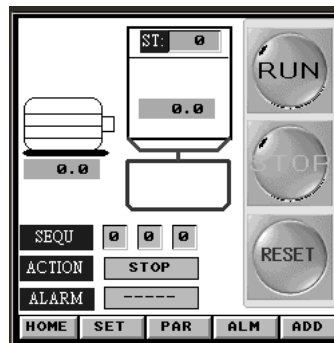 ST: 0
RUN
0.0
0.0
STOP
SEQU 0 0 0
ACTION STOP
RESET
ALARM -----
HOME SET PAR ALM ADD